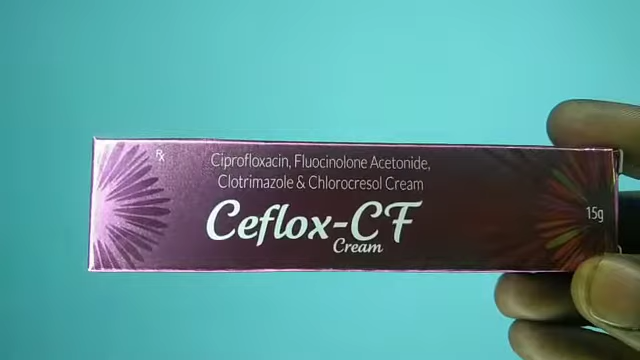 Rx
Ciprofloxacin, Fluocinolone Acetonide,
Clotrimazole & Chlorocresol Cream
Ceflox-CF
Cream
15g